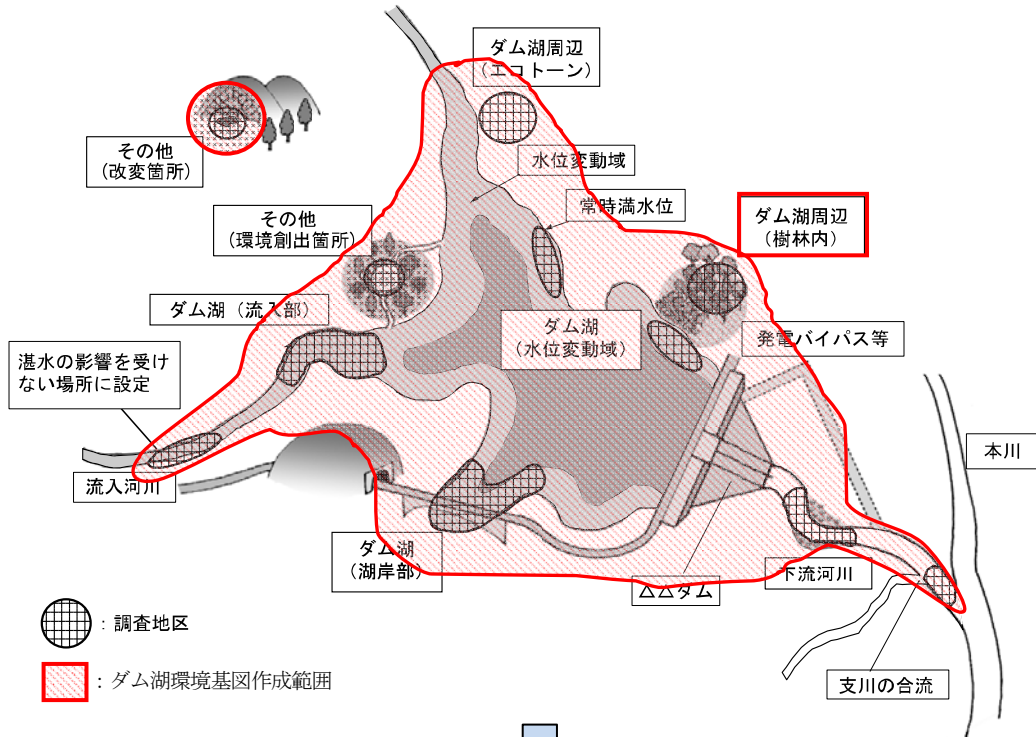 ダム湖周辺
(エコトーン)
その他
(改変箇所)
水位変動域
常時満水位
その他
(環境創出箇所)
ダム湖周辺
(樹林内)
ダム湖(流入部)
ダム湖
(水位変動域)
発電バイパス等
湛水の影響を受け
ない場所に設定
本川
流入河川
ダム湖
(湖岸部)
下流河川
△△ダム
支川の合流
:調査地区
:ダム湖環境基図作成範囲